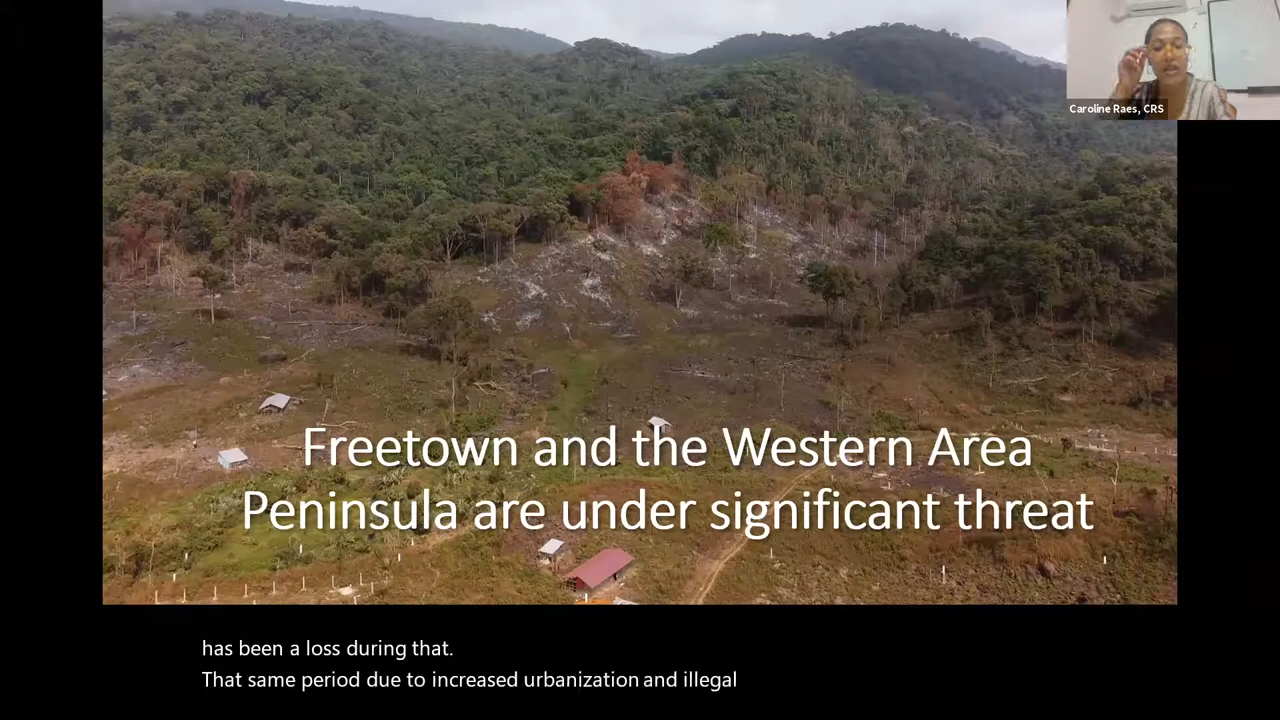 Caroline Raes, CRS
Freetown and the Western Area
Peninsula are under significant threat
has been a loss during that.
That same period due to increased urbanization and illegal